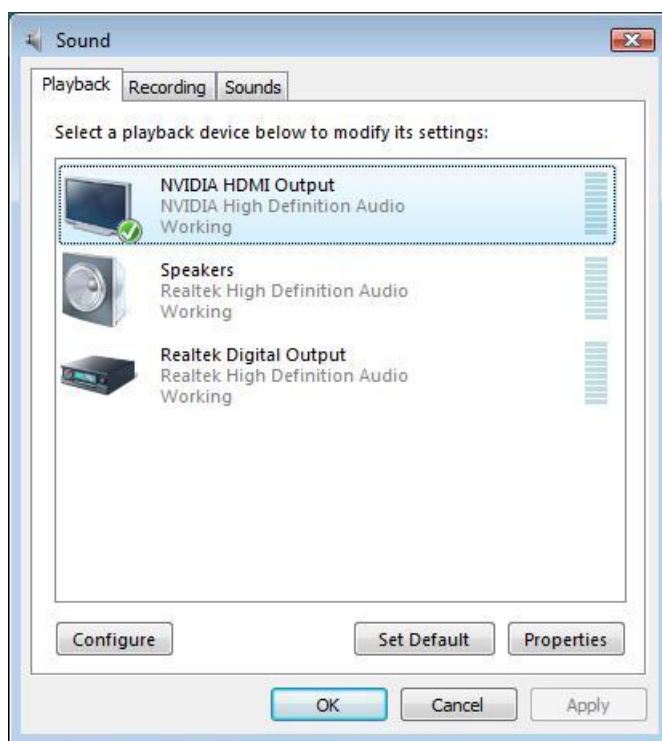 Sound
Playback Recording Sounds
Select a playback device below to modify its settings:
NVIDIA HDMI Output
NVIDIA High Definition Audio
Working
Speakers
Realtek High Definition Audio
Working
Realtek Digital Output
Realtek High Definition Audio
Working
Configure Set Default Properties
OK Cancel Apply